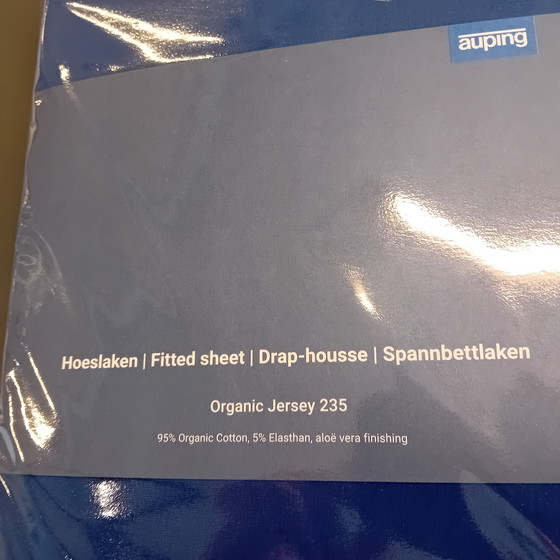 auping
Hoeslaken | Fitted sheet | Drap-housse | Spannbettlaken
Organic Jersey 235
95% Organic Cotton, 5% Elasthan, aloë vera finishing